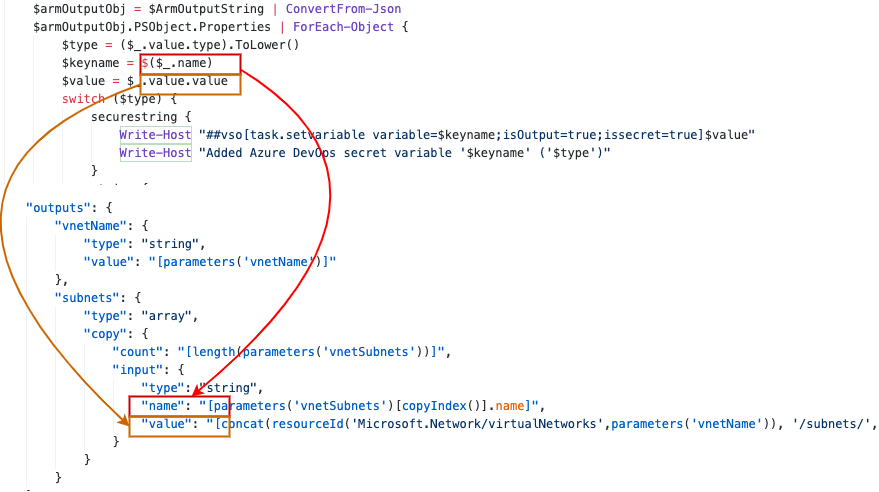 $armOutputObj = $ArmOutputString | ConvertFrom-Json
$armOutputObj.PSObject.Properties | ForEach-Object {
$type = ($_.value.type).ToLower()
$keyname = $($_.name)
$value = $_.value.value
switch ($type) {
securestring {
Write-Host "##vso[task.setvariable variable=$keyname;isOutput=true;issecret=true]$value"
Write-Host "Added Azure DevOps secret variable '$keyname' ('$type')"
}
"outputs": {
"vnetName": {
"type": "string",
"value": "[parameters('vnetName')]"
},
"subnets": {
"type": "array",
"copy": {
"count": "[length(parameters('vnetSubnets'))]",
"input": {
"type": "string",
"name": "[parameters('vnetSubnets')[copyIndex()].name]",
"value": "[concat(resourceId('Microsoft.Network/virtualNetworks',parameters('vnetName')), '/subnets/',
}
}
}